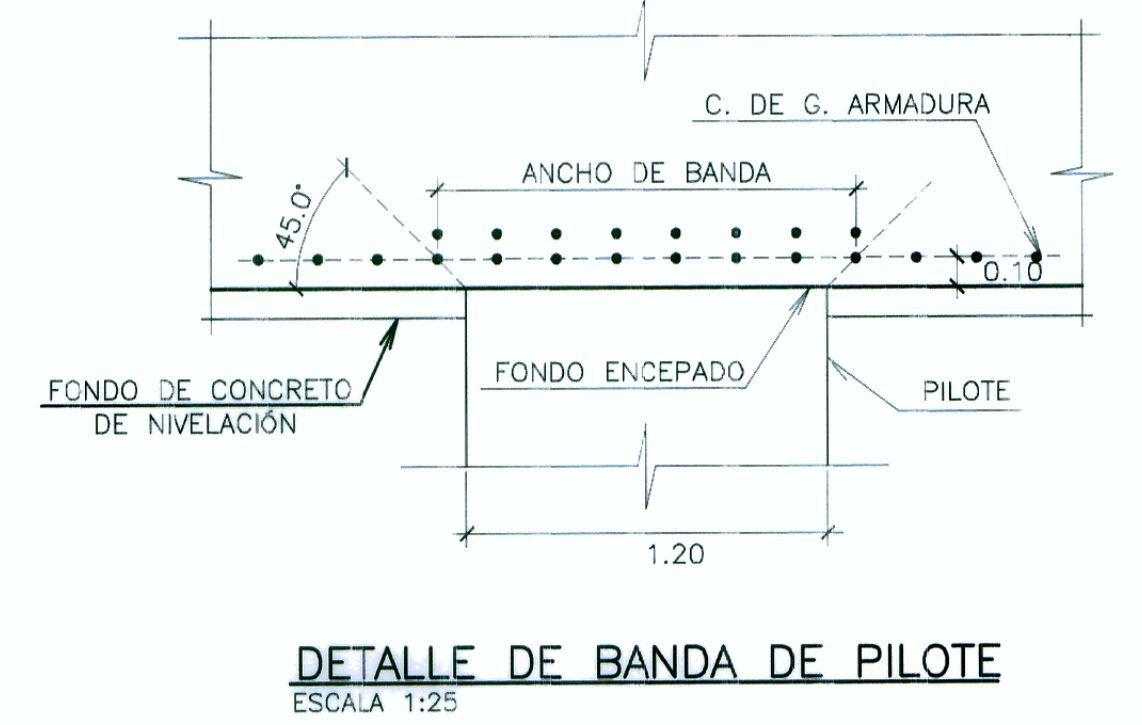 C. DE G. ARMADURA
ANCHO DE BANDA
45.0°
0.10
FONDO ENCEPADO
PILOTE
FONDO DE CONCRETO
DE NIVELACIÓN
1.20
DETALLE DE BANDA DE PILOTE
ESCALA 1:25